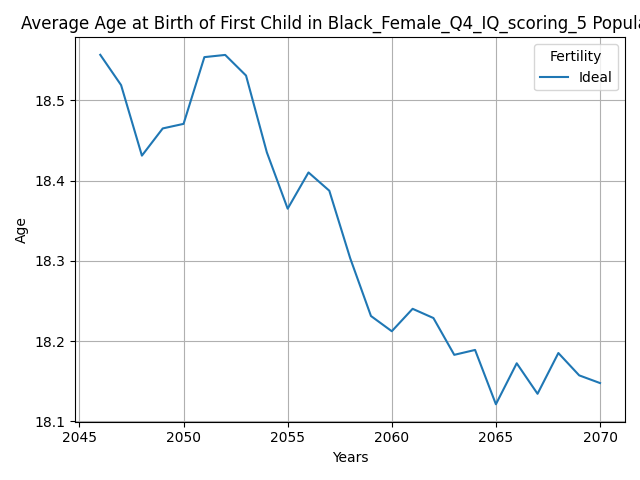 Average Age at Birth of First Child in Black_Female_Q4_IQ_scoring_5 Popula
Fertility
Ideal
18.5
18.4
18.3
18.2
18.1
Age
2045
2050
2055
2060
2065
2070
Years